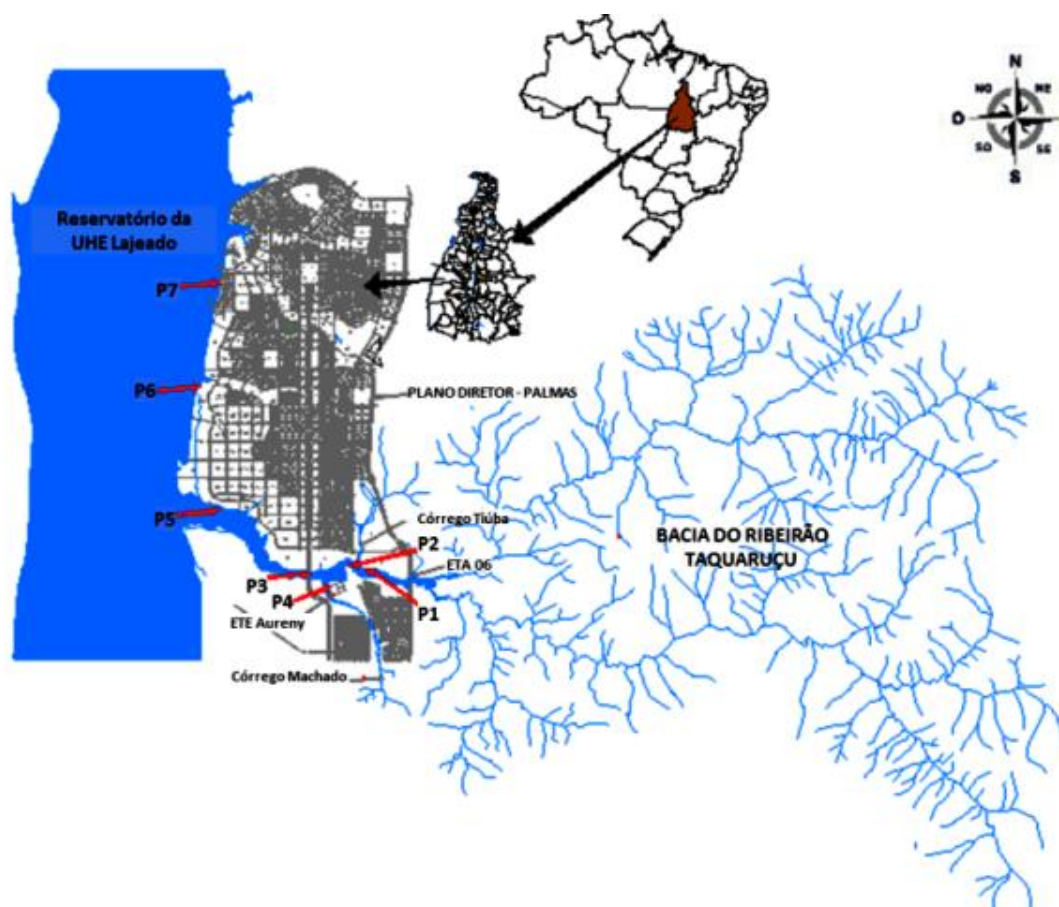 N
NO
NE
O
SO
SE
S
Reservatório da
UHE Lajeado
P7
P6
PLANO DIRETOR - PALMAS
P5
Córrego Tiúba
P2
BACIA DO RIBEIRÃO
TAQUARUÇU
ETA 06
P3
P4
P1
ETE Aureny
Córrego Machado